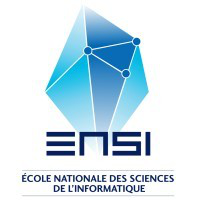 ENSI
ÉCOLE NATIONALE DES SCIENCES
DE L'INFORMATIQUE